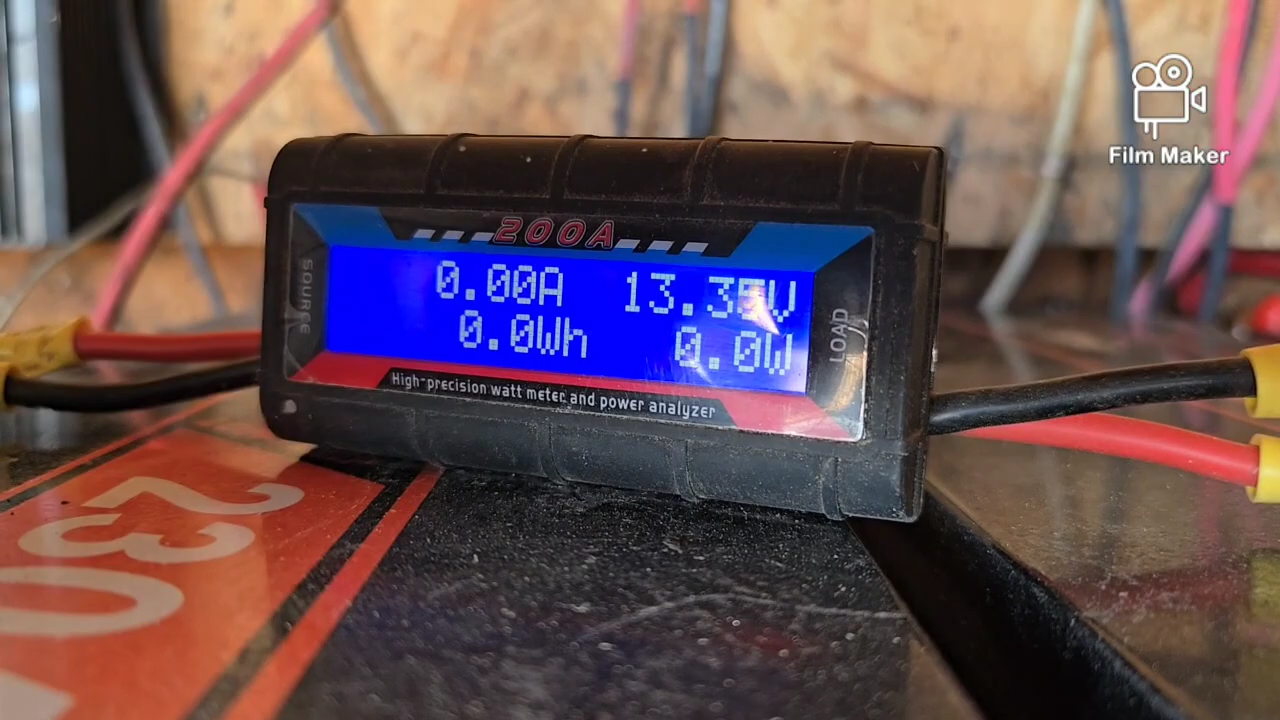 Film Maker
200A
SOURCE
0.00A 13.35V
0.0Wh 0.0W
LOAD
High-precision watt meter and power analyzer
230